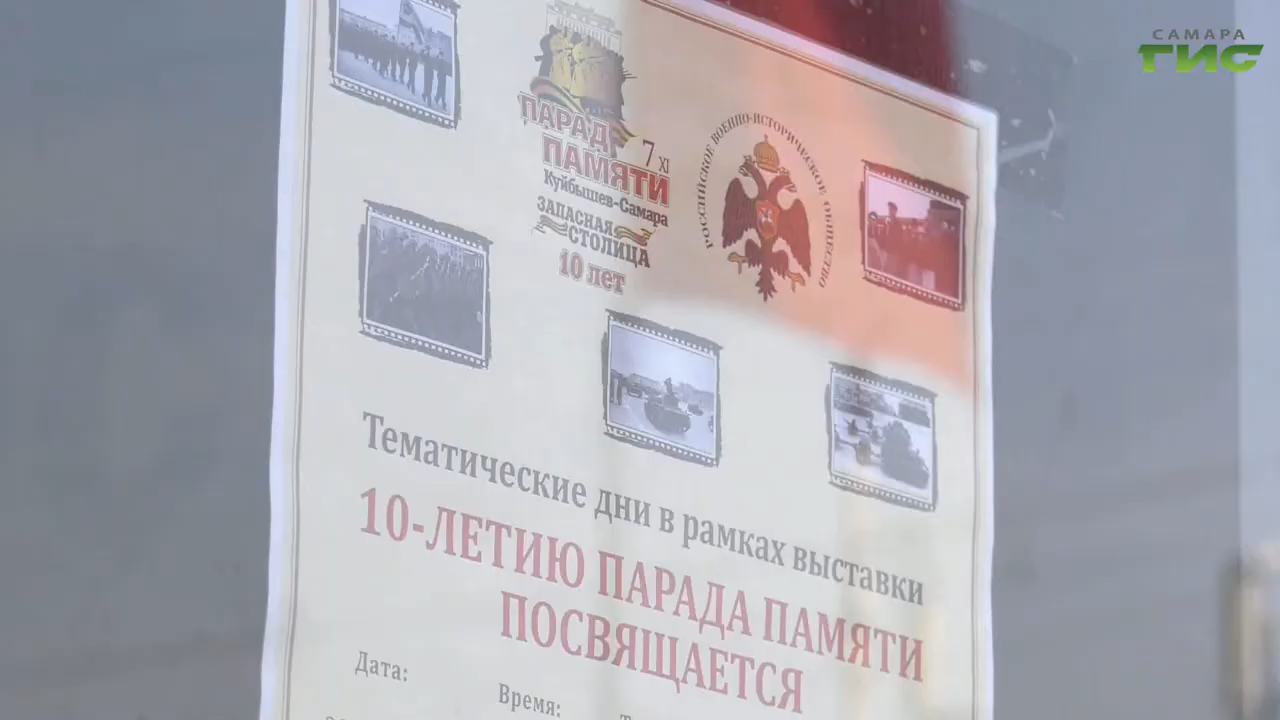 САМАРА
ГИС
ПАРАД
ПАМЯТИ
7 XI
Куйбышев-Самара
ЗАПАСНАЯ
СТОЛИЦА
10 лет
РОССИЙСКОЕ ВОЕННО-ИСТОРИЧЕСКОЕ ОБЩЕСТВО
Тематические дни в рамках выставки
10-ЛЕТИЮ ПАРАДА ПАМЯТИ
ПОСВЯЩАЕТСЯ
Дата:
Время: